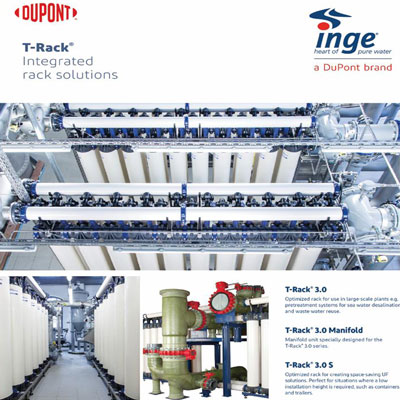 DUPONT
T-Rack®
Integrated
rack solutions
inge®
heart of pure water
a DuPont brand
T-Rack® 3.0
Optimized rack for use in large-scale plants e.g.
pretreatment systems for sea water desalination
and waste water reuse.
T-Rack® 3.0 Manifold
Manifold unit specially designed for the
T-Rack® 3.0 series.
T-Rack® 3.0 S
Optimized rack for creating space-saving UF
solutions. Perfect for situations where a low
installation height is required, such as containers
and trailers.